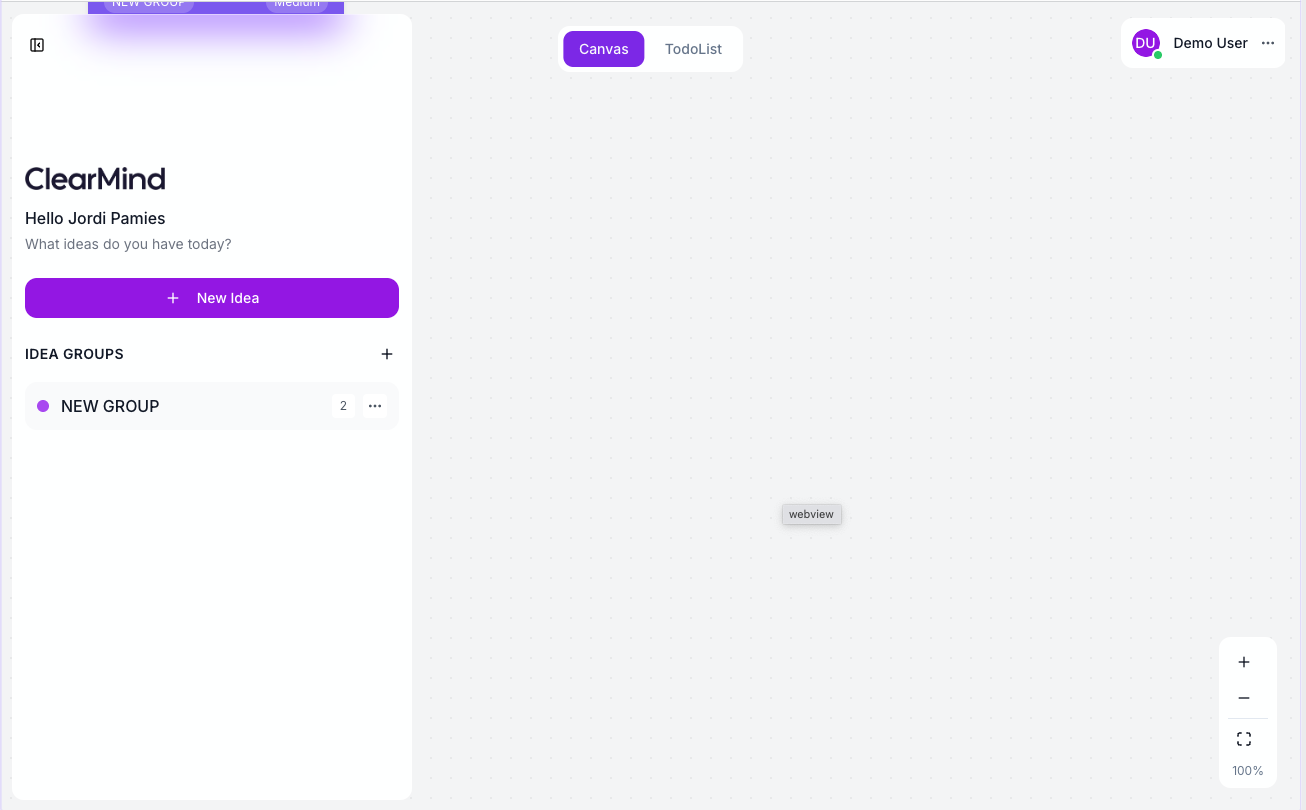 NEW GROUP
Medium
Canvas
TodoList
DU
Demo User
ClearMind
Hello Jordi Pamies
What ideas do you have today?
New Idea
IDEA GROUPS
NEW GROUP
2
webview
100%